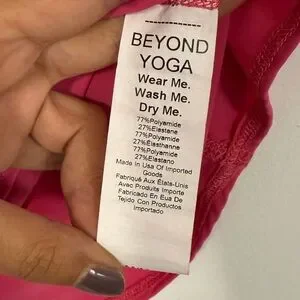 BEYOND
YOGA
Wear Me.
Wash Me.
Dry Me.
77%Polyamide
27%Elastane
77%Polyamide
27%Elasthanne
77%Polyamide
27%Elastano
Made In Usa Of Imported
Goods
Fabriqué Aux États-Unis
Avec Produits Importe
Fabricado En Eua De
Tejido Con Productos
Importado